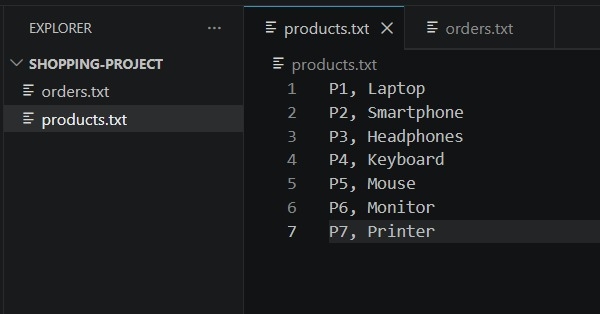 EXPLORER
SHOPPING-PROJECT
orders.txt
products.txt
products.txt
orders.txt
products.txt
1 P1, Laptop
2 P2, Smartphone
3 P3, Headphones
4 P4, Keyboard
5 P5, Mouse
6 P6, Monitor
7 P7, Printer